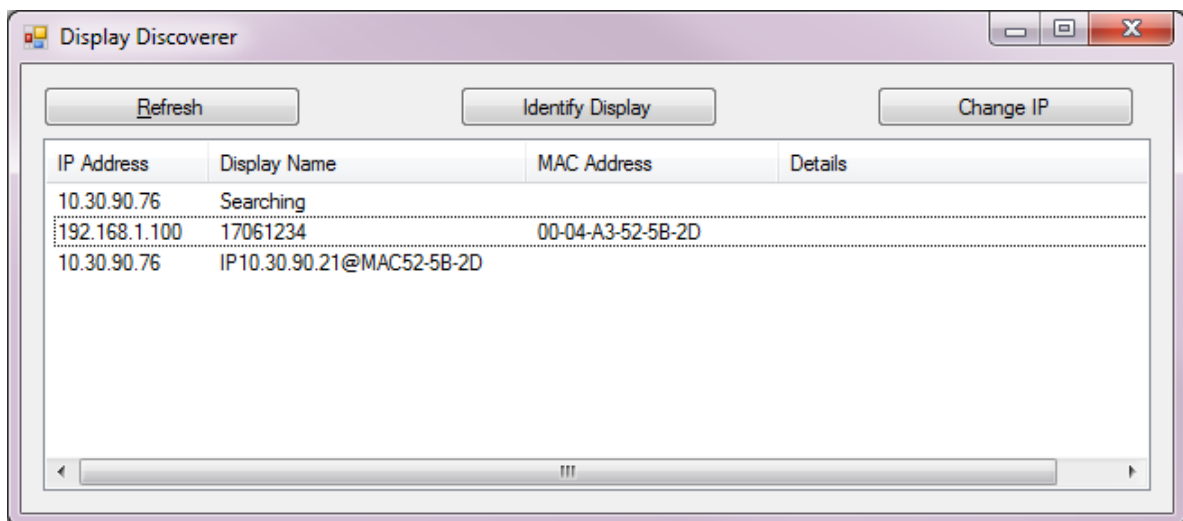 Display Discoverer
Refresh Identify Display Change IP
IP Address Display Name MAC Address Details
10.30.90.76 Searching
192.168.1.100 17061234 00-04-A3-52-5B-2D
10.30.90.76 IP10.30.90.21@MAC52-5B-2D